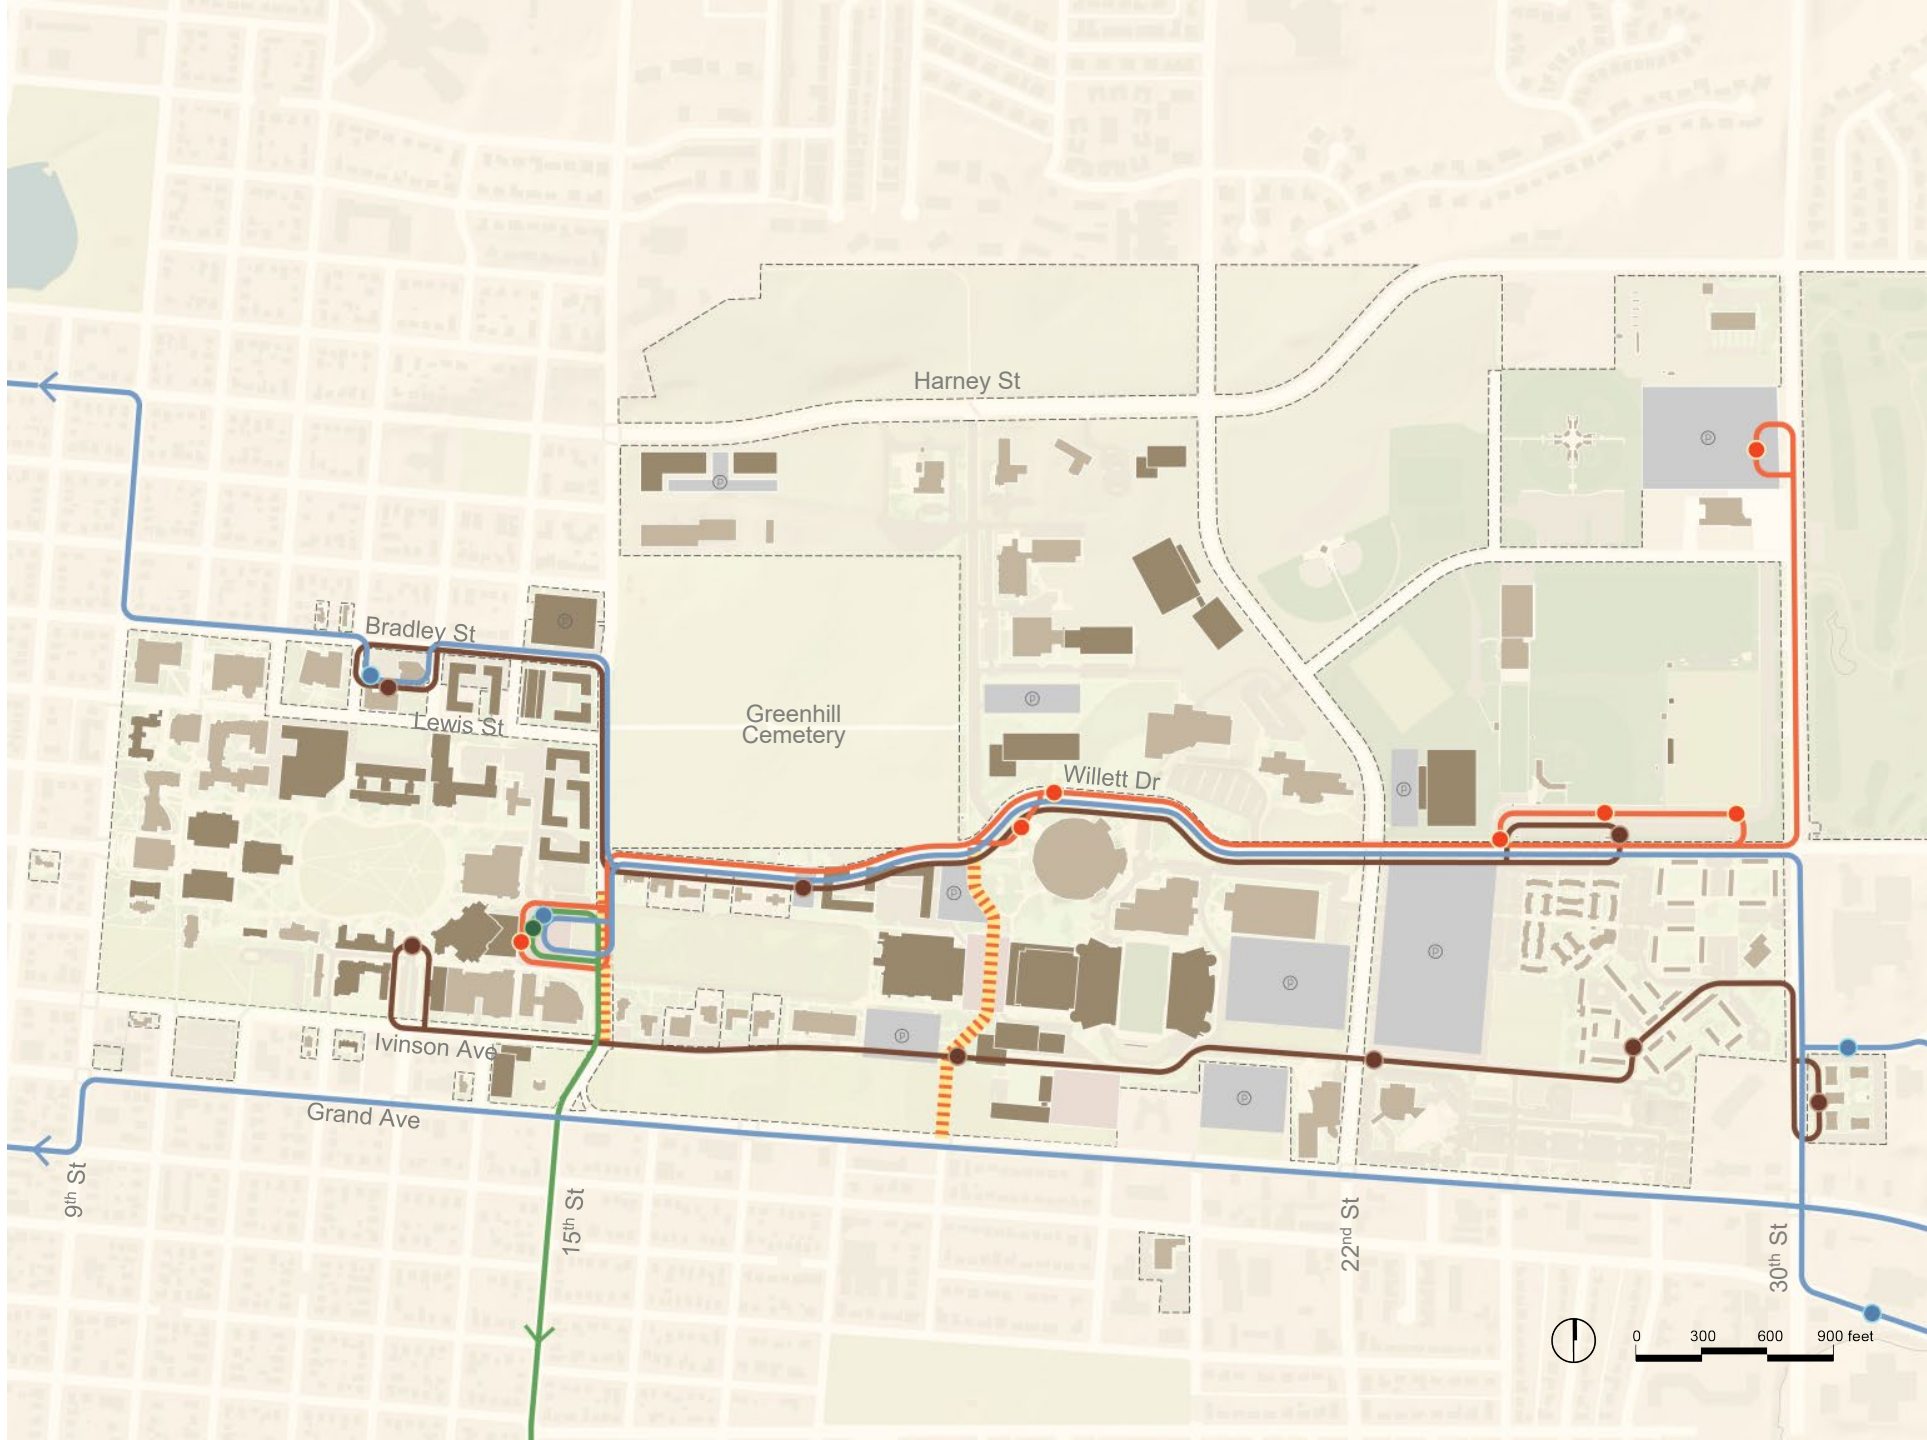 Harney St
P
P
P
Bradley St
P
Lewis St
Greenhill
Cemetery
Willett Dr
P
P
P
P
P
Ivinson Ave
P
P
Grand Ave
9th St
15th St
22nd St
30th St
0 300 600 900 feet